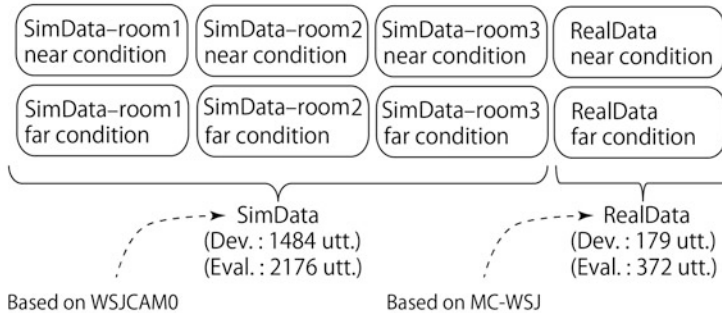 SimData–room1
near condition
SimData–room2
near condition
SimData–room3
near condition
RealData
near condition
SimData–room1
far condition
SimData–room2
far condition
SimData–room3
far condition
RealData
far condition
SimData
(Dev. : 1484 utt.)
(Eval. : 2176 utt.)
RealData
(Dev. : 179 utt.)
(Eval. : 372 utt.)
Based on WSJCAM0
Based on MC-WSJ